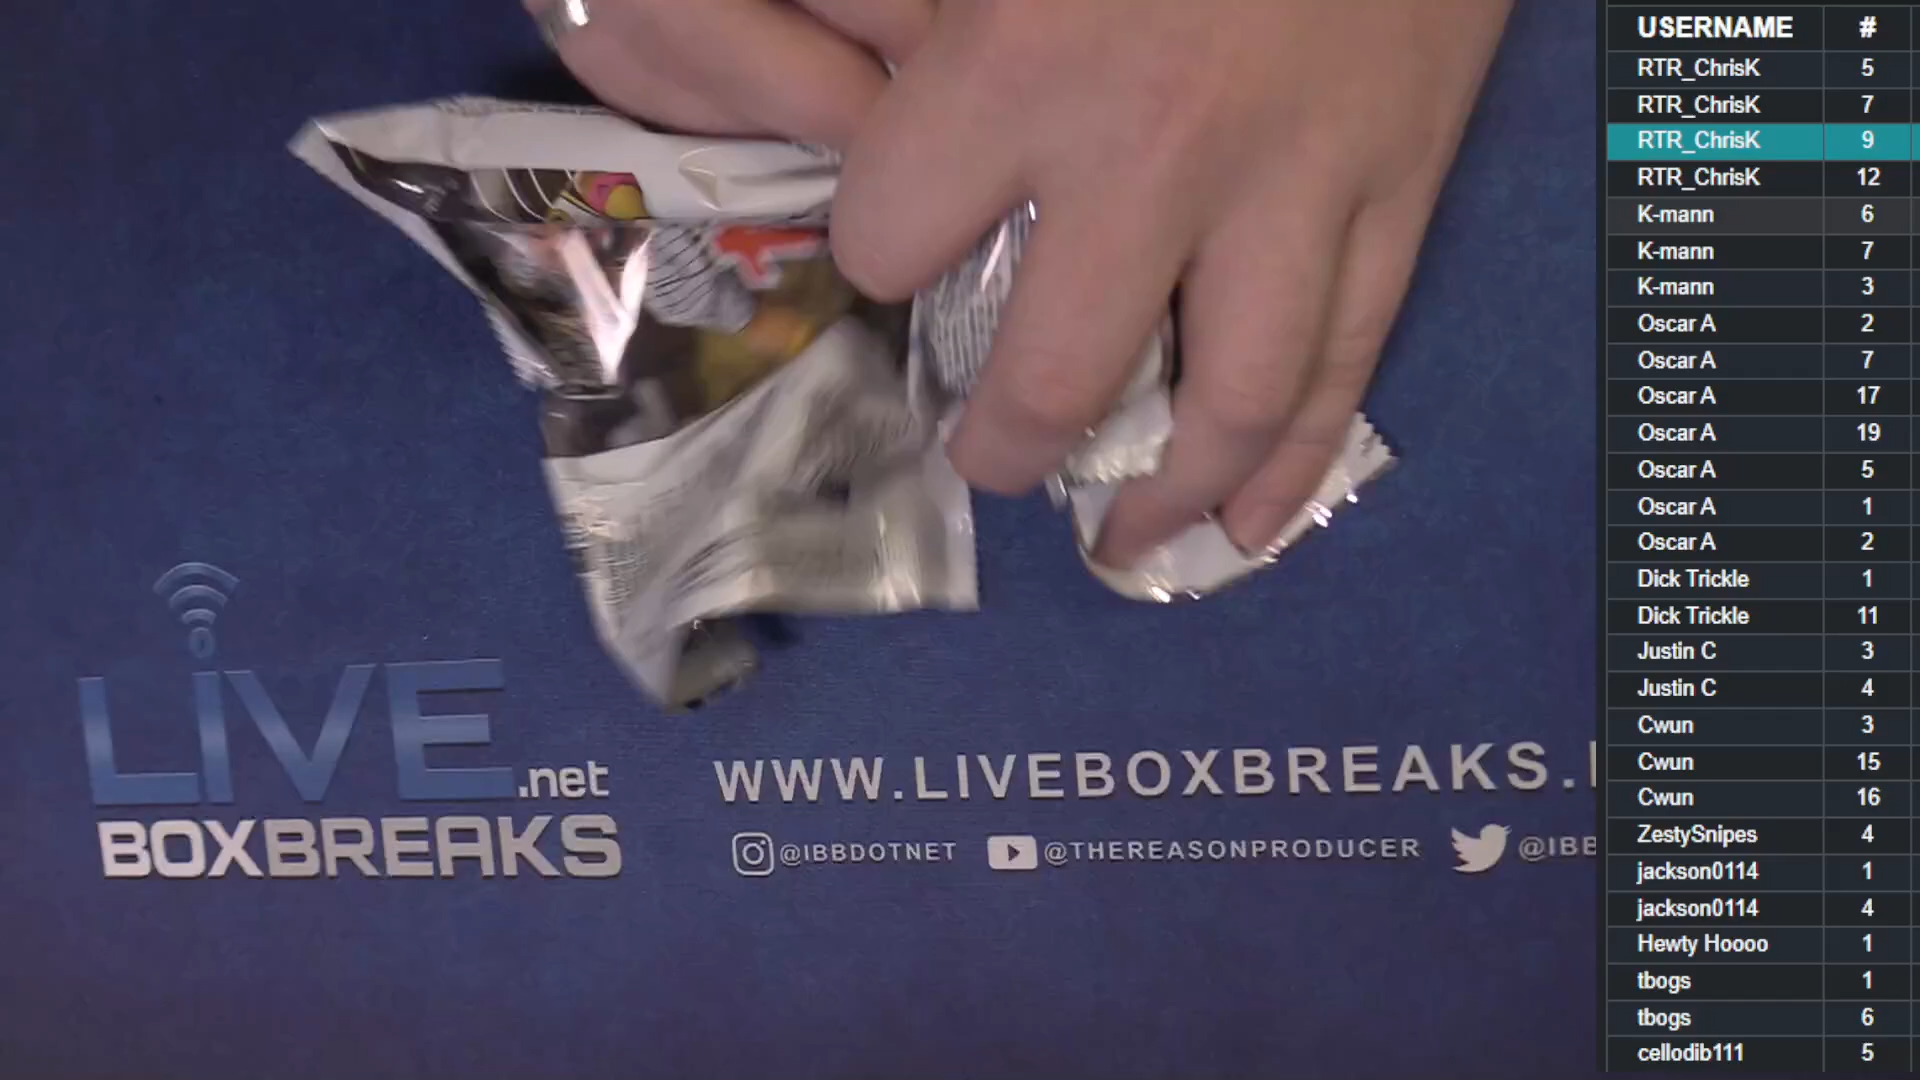 USERNAME #
RTR_ChrisK 5
RTR_ChrisK 7
RTR_ChrisK 9
RTR_ChrisK 12
K-mann 6
K-mann 7
K-mann 3
Oscar A 2
Oscar A 7
Oscar A 17
Oscar A 19
Oscar A 5
Oscar A 1
Oscar A 2
Dick Trickle 1
Dick Trickle 11
Justin C 3
Justin C 4
Cwun 3
Cwun 15
Cwun 16
ZestySnipes 4
jackson0114 1
jackson0114 4
Hewty Hoooo 1
tbogs 1
tbogs 6
cellodib111 5
LIVE.net
BOXBREAKS
WWW.LIVEBOXBREAKS.
@IBBDOTNET @THEREASONPRODUCER @IBB